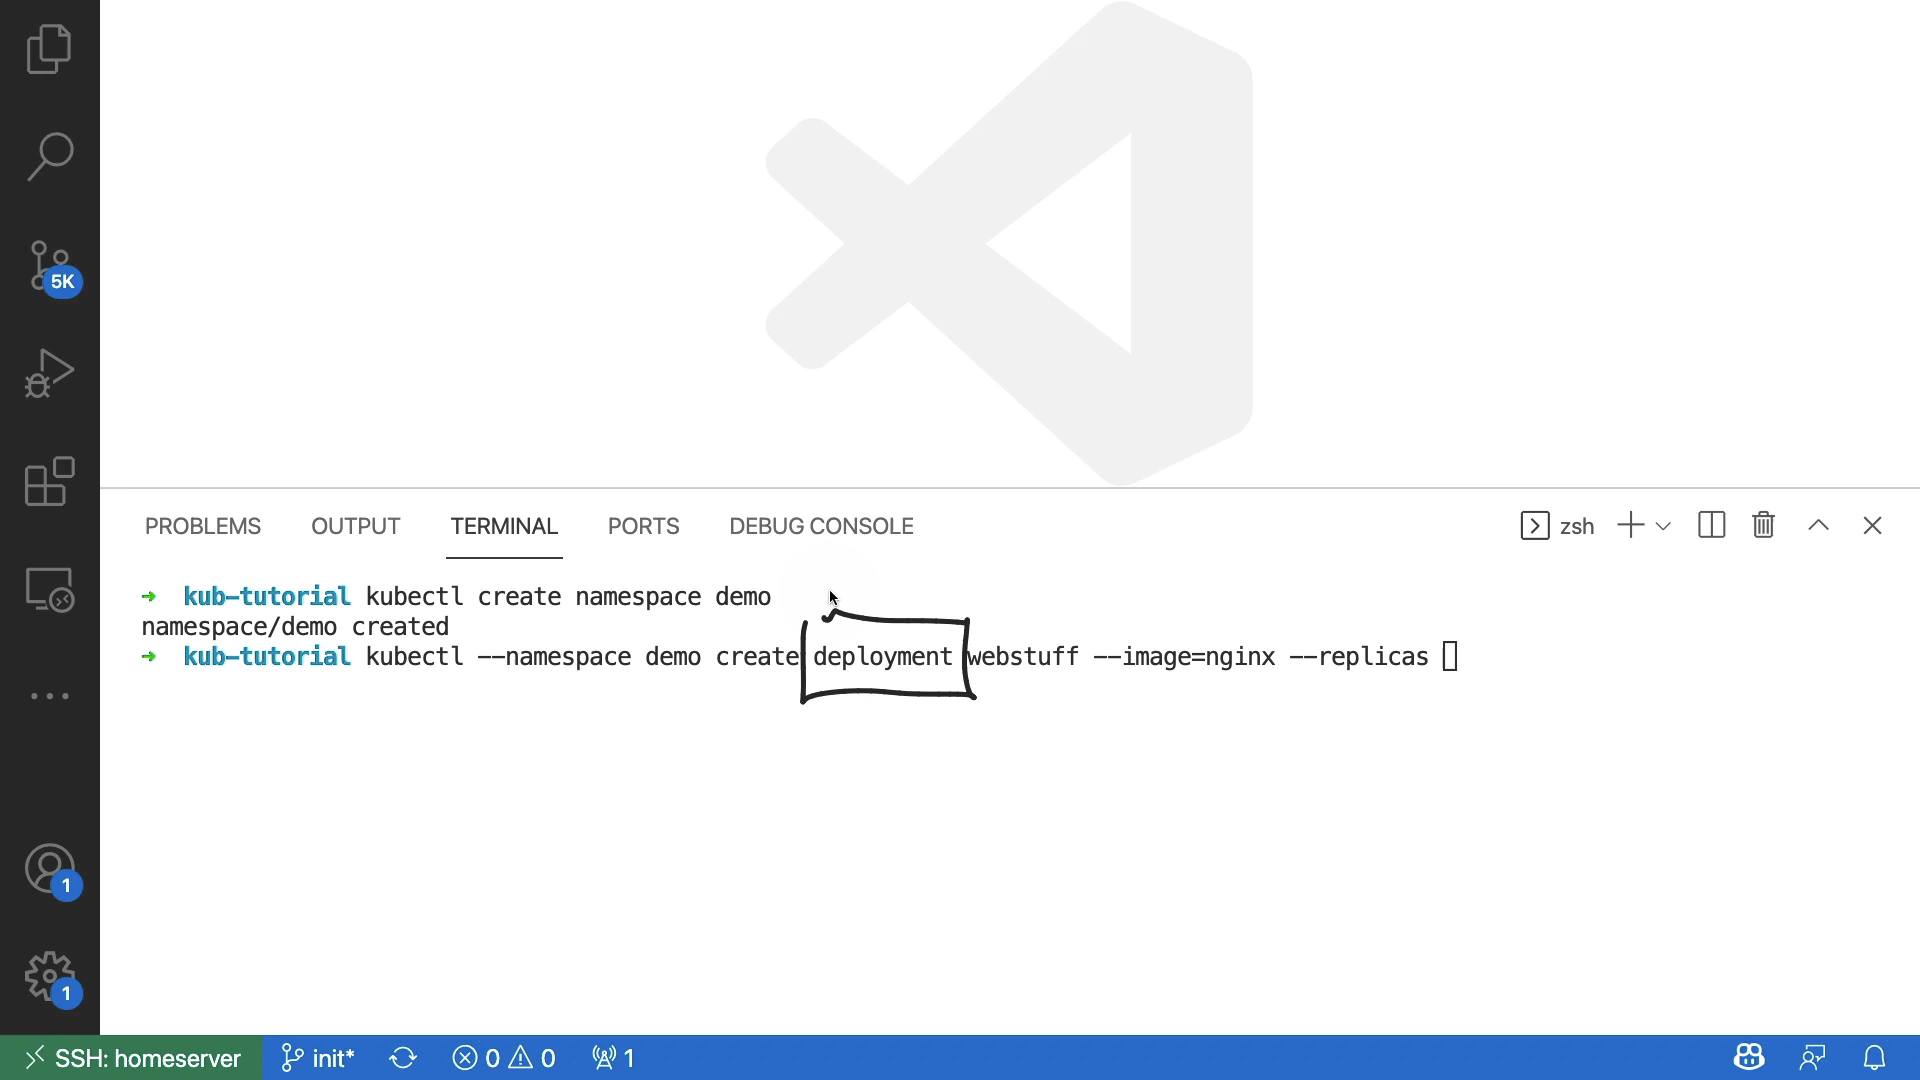 5K
PROBLEMS OUTPUT TERMINAL PORTS DEBUG CONSOLE zsh
➜ kub-tutorial kubectl create namespace demo
namespace/demo created
➜ kub-tutorial kubectl --namespace demo create deployment webstuff --image=nginx --replicas
1
1
SSH: homeserver init* 0 0 1